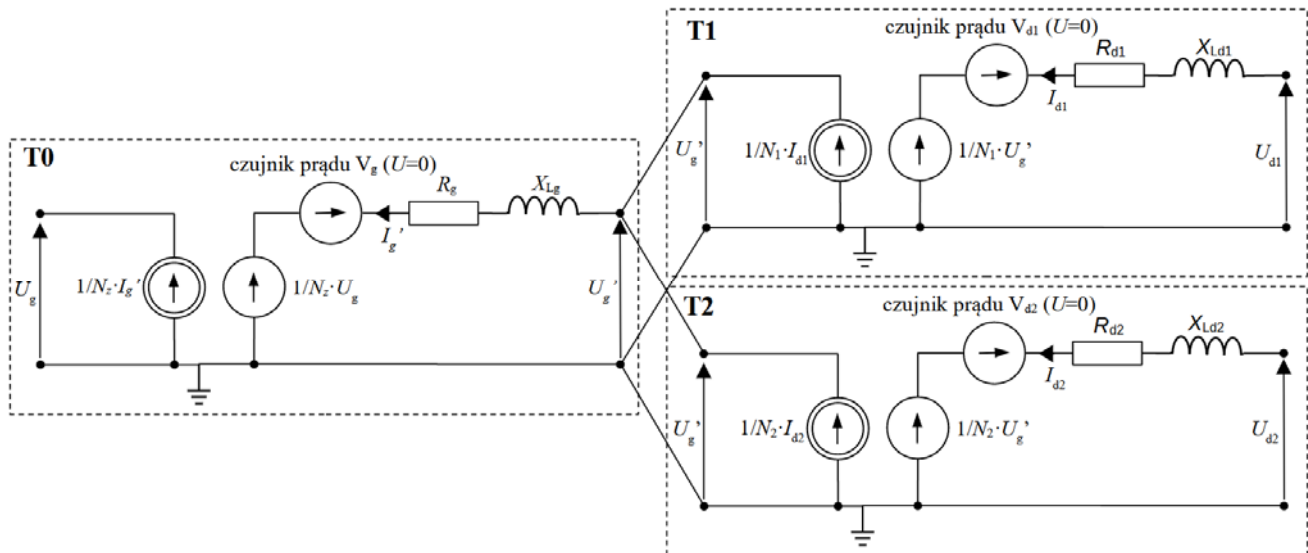 T0
czujnik prądu Vg (U=0)
Rg
XLg
Ig'
Ug
1/Nz·Ig'
1/Nz·Ug
Ug'
T1
czujnik prądu Vd1 (U=0)
Rd1
XLd1
Id1
Ug'
1/N1·Id1
1/N1·Ug'
Ud1
T2
czujnik prądu Vd2 (U=0)
Rd2
XLd2
Id2
Ug'
1/N2·Id2
1/N2·Ug'
Ud2